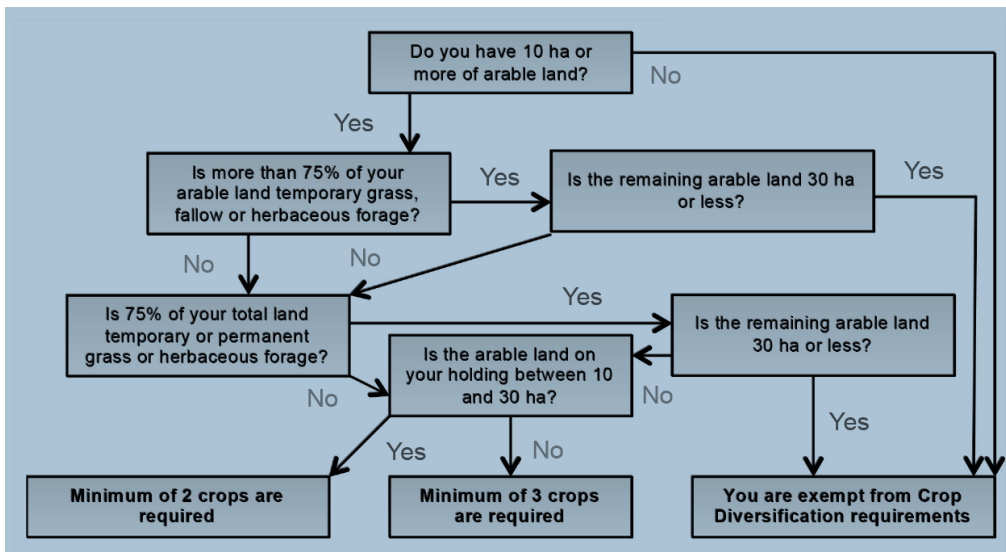 Do you have 10 ha or
more of arable land?
No
Yes
Is more than 75% of your
arable land temporary grass,
fallow or herbaceous forage?
Yes
Is the remaining arable land 30 ha
or less?
Yes
No
No
Is 75% of your total land
temporary or permanent
grass or herbaceous forage?
Yes
Is the remaining arable land
30 ha or less?
Is the arable land on
your holding between 10
and 30 ha?
No
No
Yes
Yes
No
Minimum of 2 crops are
required
Minimum of 3 crops
are required
You are exempt from Crop
Diversification requirements